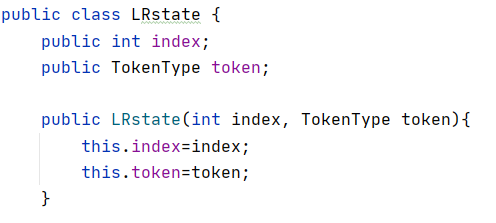 public class LRstate {
    public int index;
    public TokenType token;

    public LRstate(int index, TokenType token){
        this.index=index;
        this.token=token;
    }